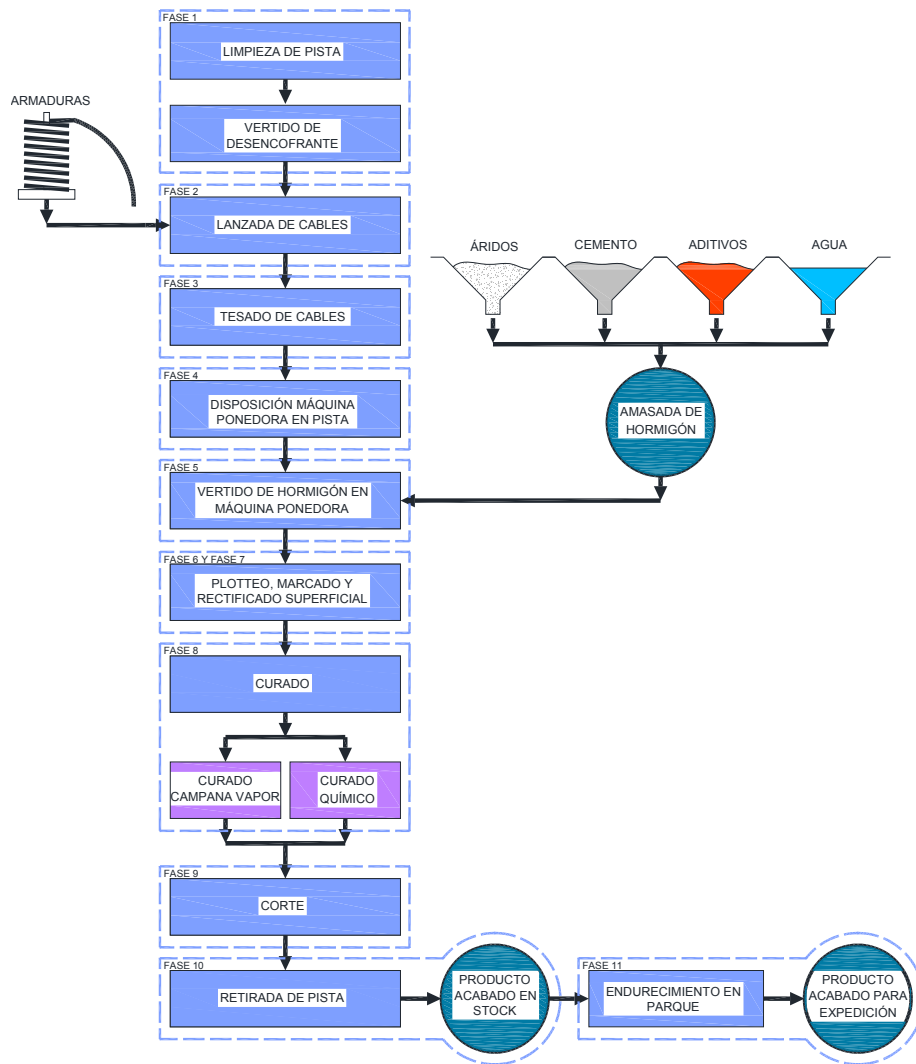 FASE 1
LIMPIEZA DE PISTA
ARMADURAS
VERTIDO DE
DESENCOFRANTE
FASE 2
LANZADA DE CABLES
ÁRIDOS
CEMENTO
ADITIVOS
AGUA
FASE 3
TESADO DE CABLES
FASE 4
DISPOSICIÓN MÁQUINA
PONEDORA EN PISTA
AMASADA DE
HORMIGÓN
FASE 5
VERTIDO DE HORMIGÓN EN
MÁQUINA PONEDORA
FASE 6 Y FASE 7
PLOTTEO, MARCADO Y
RECTIFICADO SUPERFICIAL
FASE 8
CURADO
CURADO
CAMPANA VAPOR
CURADO
QUÍMICO
FASE 9
CORTE
FASE 10
RETIRADA DE PISTA
PRODUCTO
ACABADO EN
STOCK
FASE 11
ENDURECIMIENTO EN
PARQUE
PRODUCTO
ACABADO PARA
EXPEDICIÓN